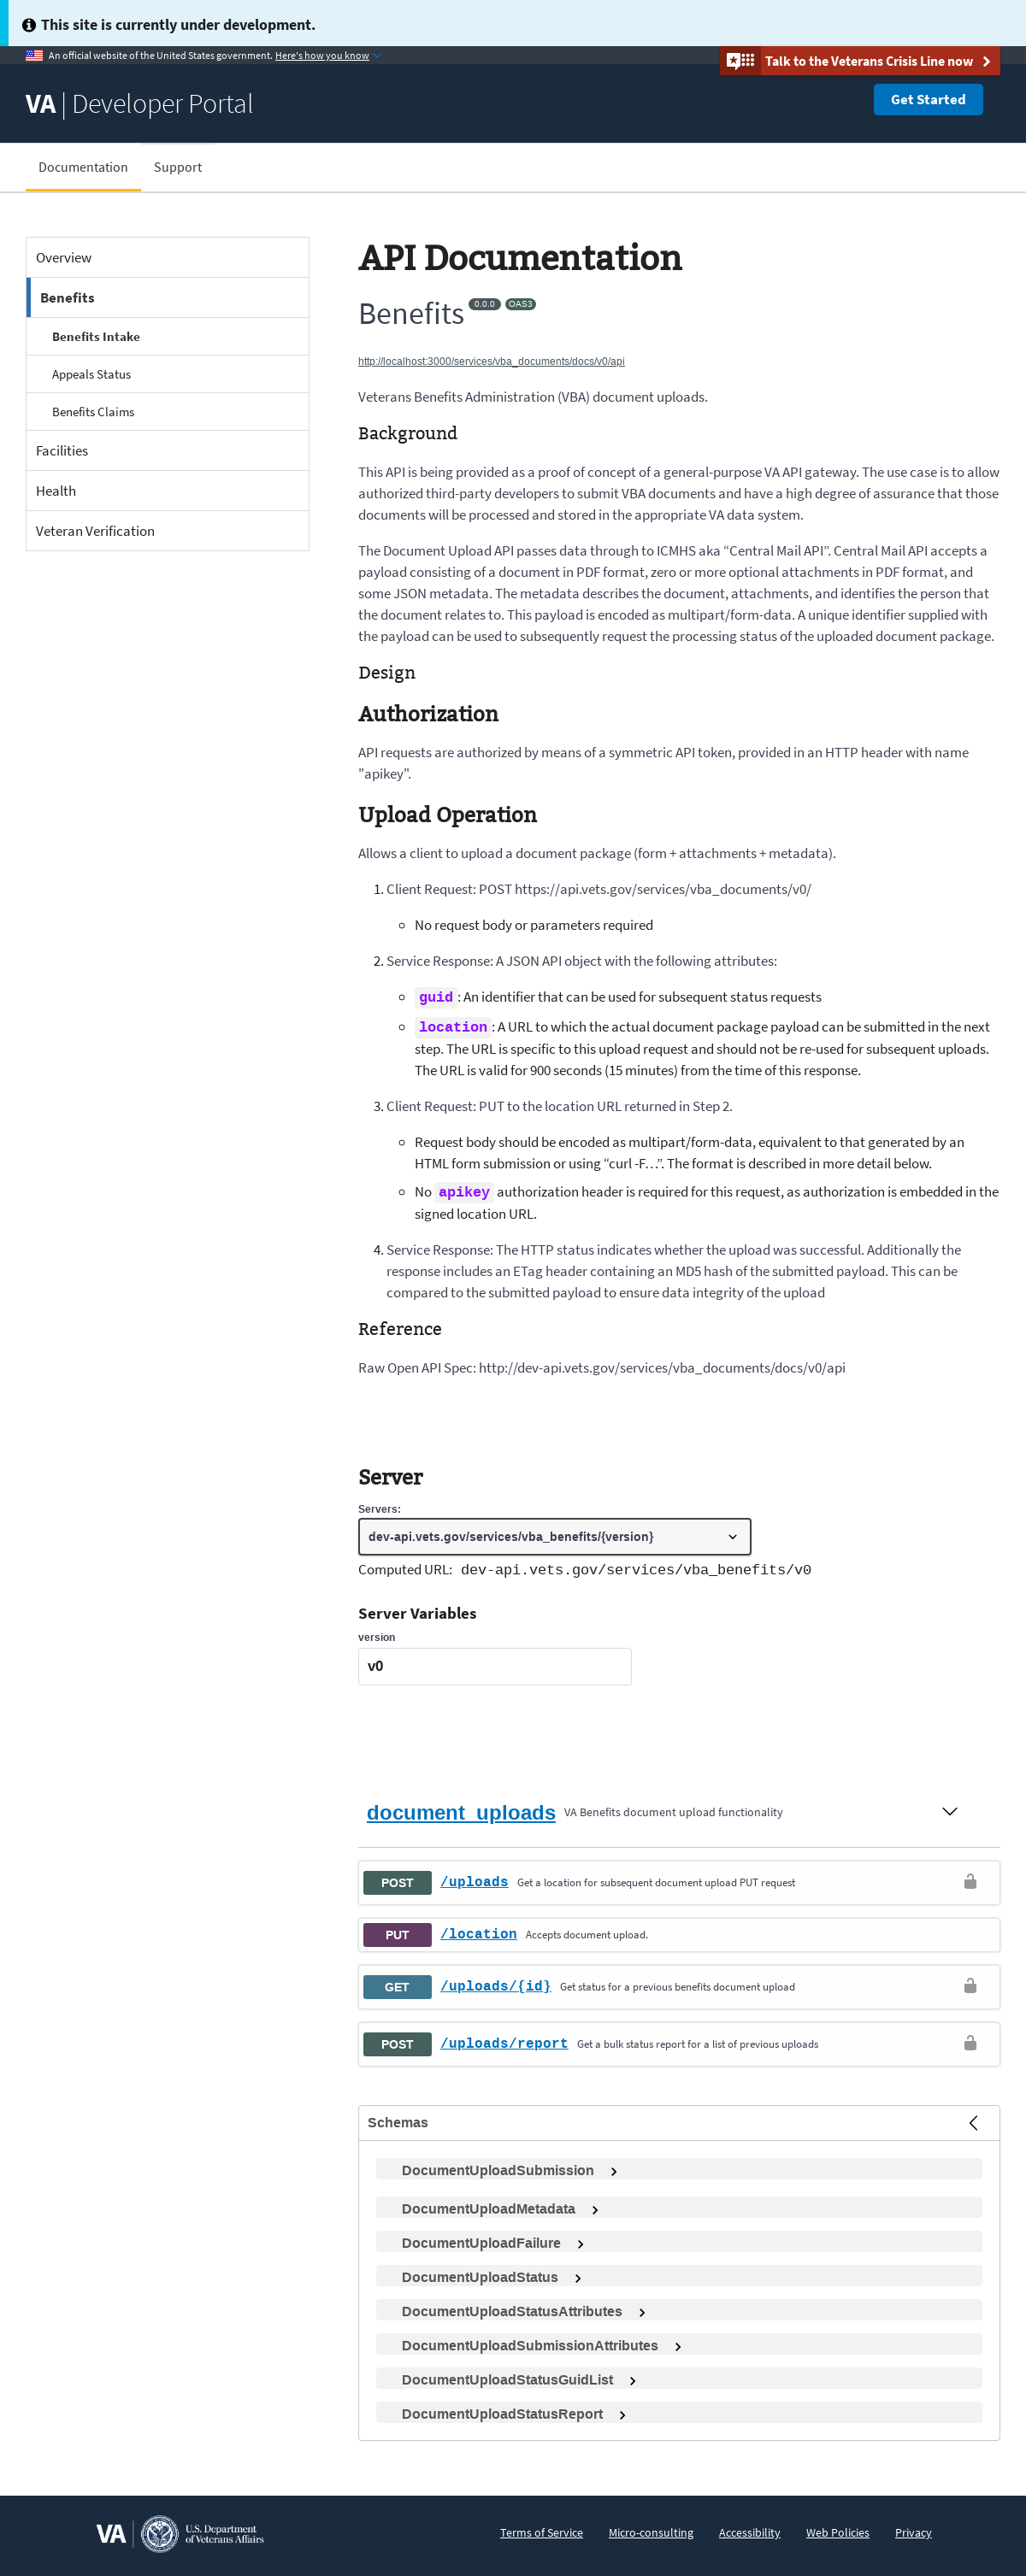 This site is currently under development.
An official website of the United States government. Here's how you know
Talk to the Veterans Crisis Line now
VA | Developer Portal
Get Started
Documentation
Support
Overview
Benefits
Benefits Intake
Appeals Status
Benefits Claims
Facilities
Health
Veteran Verification
API Documentation
Benefits 0.0.0 OAS3
http://localhost:3000/services/vba_documents/docs/v0/api
Veterans Benefits Administration (VBA) document uploads.
Background
This API is being provided as a proof of concept of a general-purpose VA API gateway. The use case is to allow
authorized third-party developers to submit VBA documents and have a high degree of assurance that those
documents will be processed and stored in the appropriate VA data system.
The Document Upload API passes data through to ICMHS aka “Central Mail API”. Central Mail API accepts a
payload consisting of a document in PDF format, zero or more optional attachments in PDF format, and
some JSON metadata. The metadata describes the document, attachments, and identifies the person that
the document relates to. This payload is encoded as multipart/form-data. A unique identifier supplied with
the payload can be used to subsequently request the processing status of the uploaded document package.
Design
Authorization
API requests are authorized by means of a symmetric API token, provided in an HTTP header with name
"apikey".
Upload Operation
Allows a client to upload a document package (form + attachments + metadata).
1. Client Request: POST https://api.vets.gov/services/vba_documents/v0/
◦ No request body or parameters required
2. Service Response: A JSON API object with the following attributes:
◦ guid: An identifier that can be used for subsequent status requests
◦ location: A URL to which the actual document package payload can be submitted in the next
step. The URL is specific to this upload request and should not be re-used for subsequent uploads.
The URL is valid for 900 seconds (15 minutes) from the time of this response.
3. Client Request: PUT to the location URL returned in Step 2.
◦ Request body should be encoded as multipart/form-data, equivalent to that generated by an
HTML form submission or using “curl -F…”. The format is described in more detail below.
◦ No apikey authorization header is required for this request, as authorization is embedded in the
signed location URL.
4. Service Response: The HTTP status indicates whether the upload was successful. Additionally the
response includes an ETag header containing an MD5 hash of the submitted payload. This can be
compared to the submitted payload to ensure data integrity of the upload
Reference
Raw Open API Spec: http://dev-api.vets.gov/services/vba_documents/docs/v0/api
Server
Servers:
dev-api.vets.gov/services/vba_benefits/{version}
Computed URL: dev-api.vets.gov/services/vba_benefits/v0
Server Variables
version
v0
document_uploads VA Benefits document upload functionality
POST /uploads Get a location for subsequent document upload PUT request
PUT /location Accepts document upload.
GET /uploads/{id} Get status for a previous benefits document upload
POST /uploads/report Get a bulk status report for a list of previous uploads
Schemas
DocumentUploadSubmission
DocumentUploadMetadata
DocumentUploadFailure
DocumentUploadStatus
DocumentUploadStatusAttributes
DocumentUploadSubmissionAttributes
DocumentUploadStatusGuidList
DocumentUploadStatusReport
VA
U.S. Department
of Veterans Affairs
Terms of Service
Micro-consulting
Accessibility
Web Policies
Privacy